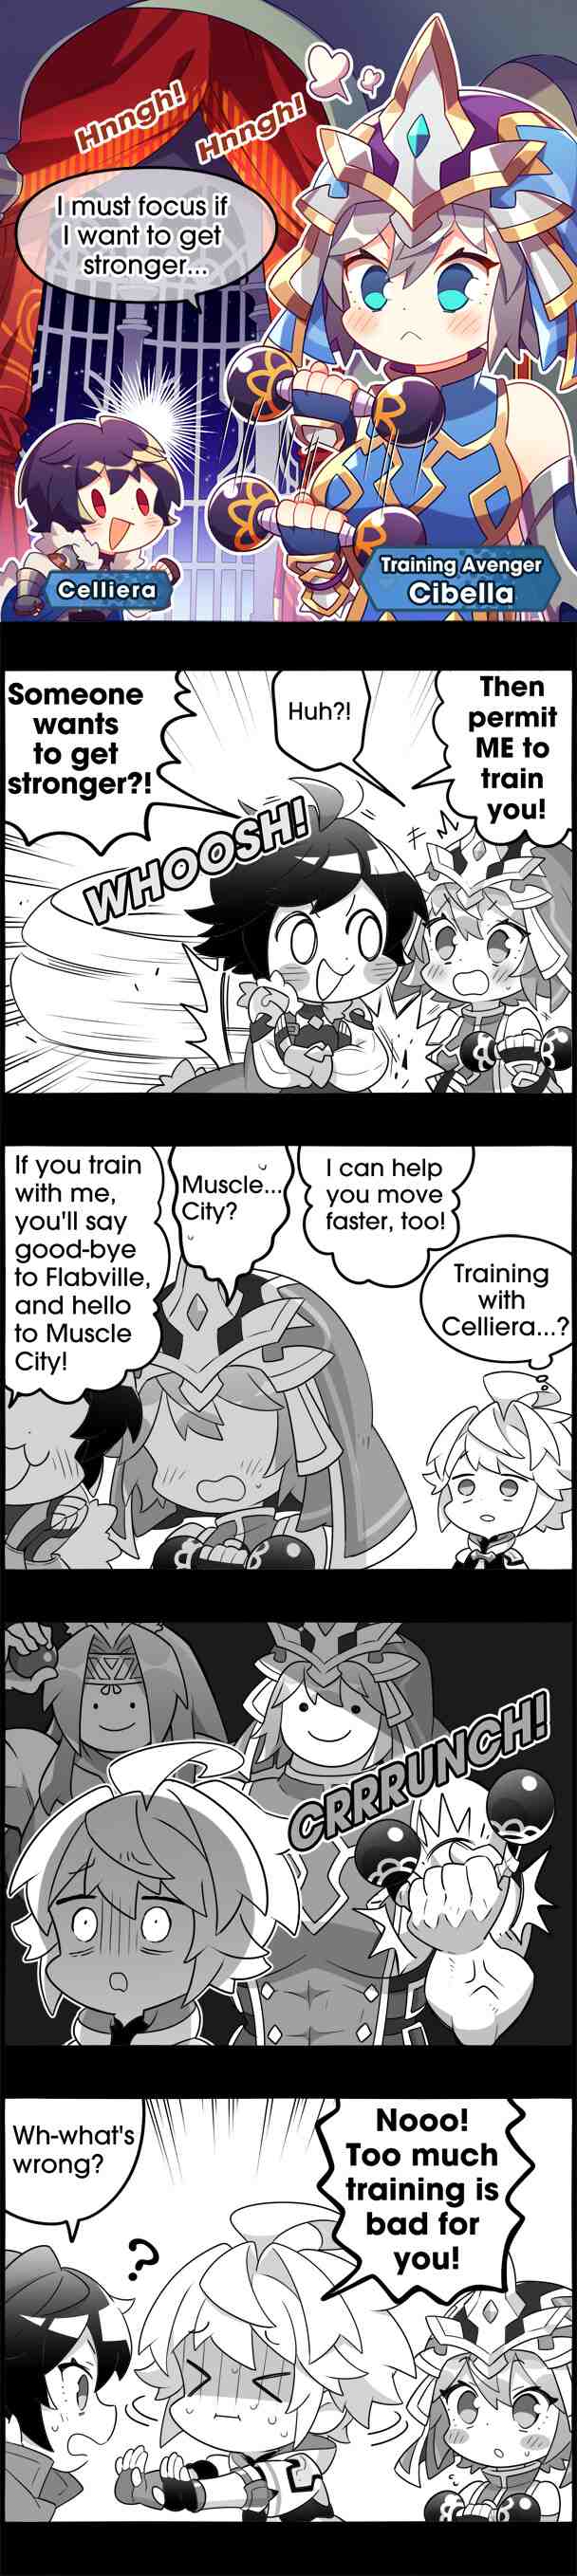 Hnngh!
Hnngh!
I must focus if
I want to get
stronger...
Celliera
Training Avenger
Cibella
Someone
wants
to get
stronger?!
Huh?!
Then
permit
ME to
train
you!
WHOOSH!
If you train
with me,
you'll say
good-bye
to Flabville,
and hello
to Muscle
City!
Muscle...
City?
I can help
you move
faster, too!
Training
with
Celliera...?
CRRRUNCH!
Wh-what's
wrong?
?
Nooo!
Too much
training is
bad for
you!